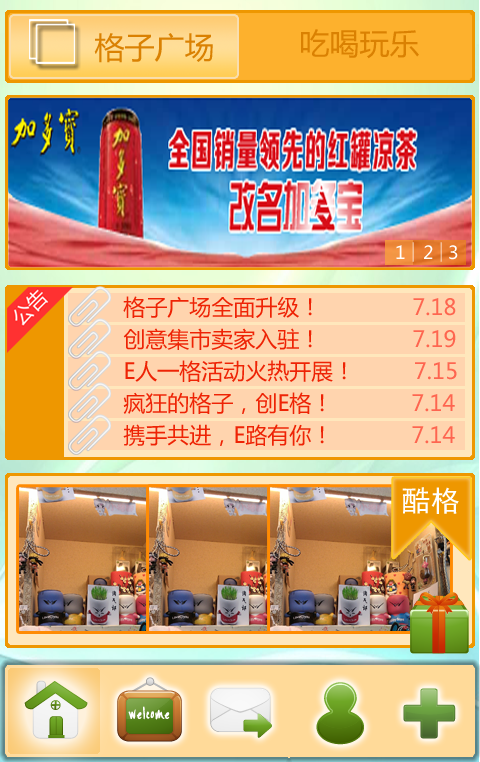 格子广场
吃喝玩乐
加多寳
加多寳
全国销量领先的红罐凉茶
改名加多宝
1 2 3
公告
格子广场全面升级！ 7.18
创意集市卖家入驻！ 7.19
E人一格活动火热开展！ 7.15
疯狂的格子，创E格！ 7.14
携手共进，E路有你！ 7.14
酷格
welcome